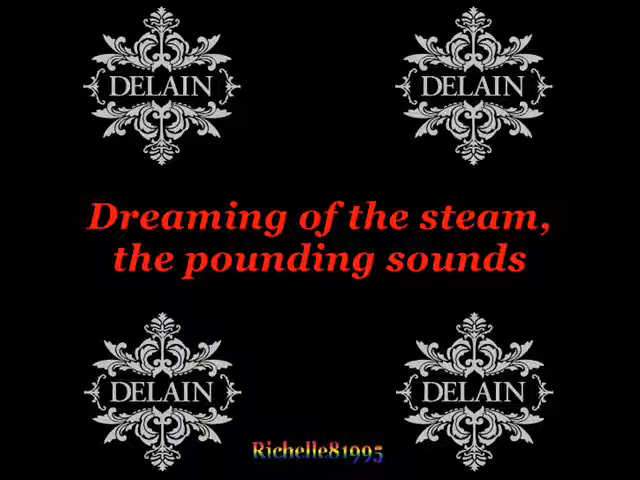 DELAIN DELAIN
Dreaming of the steam,
the pounding sounds
DELAIN DELAIN
Richelle81995